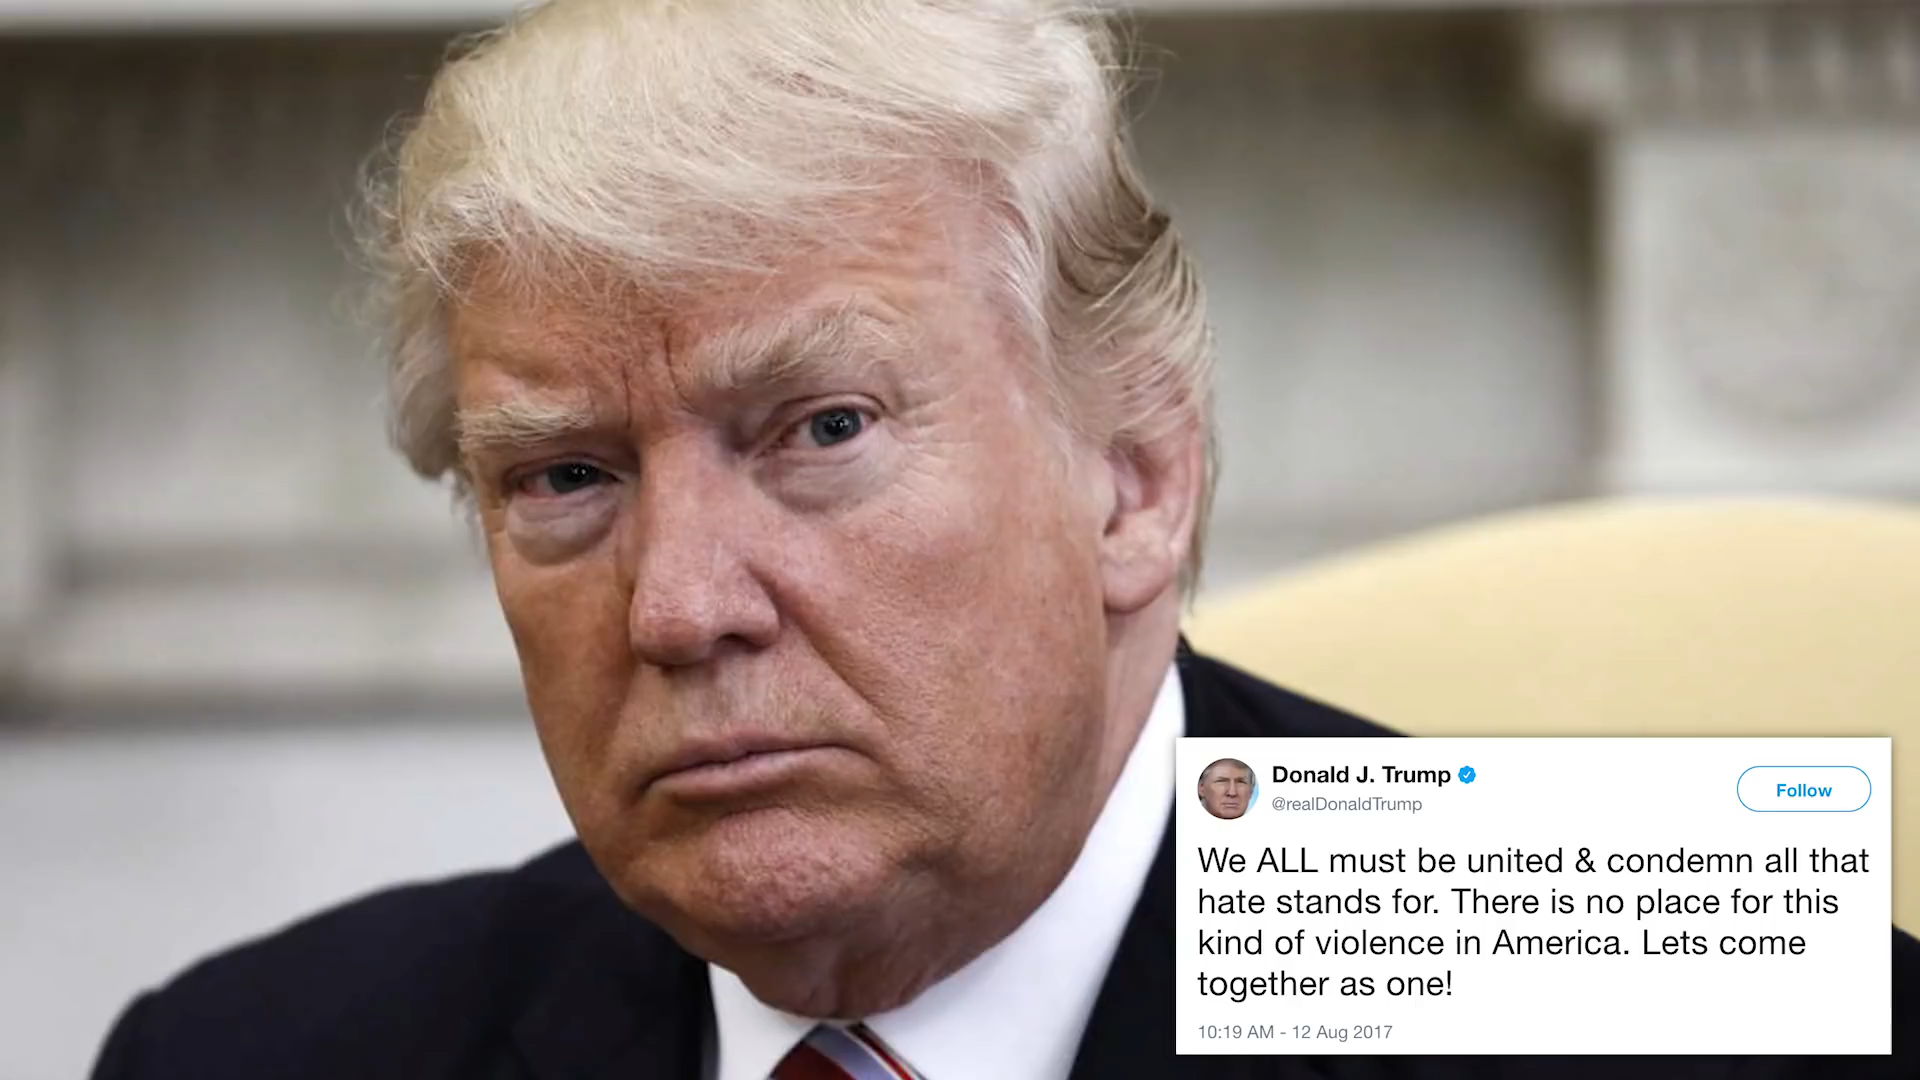 Donald J. Trump
@realDonaldTrump
Follow
We ALL must be united & condemn all that
hate stands for. There is no place for this
kind of violence in America. Lets come
together as one!
10:19 AM - 12 Aug 2017